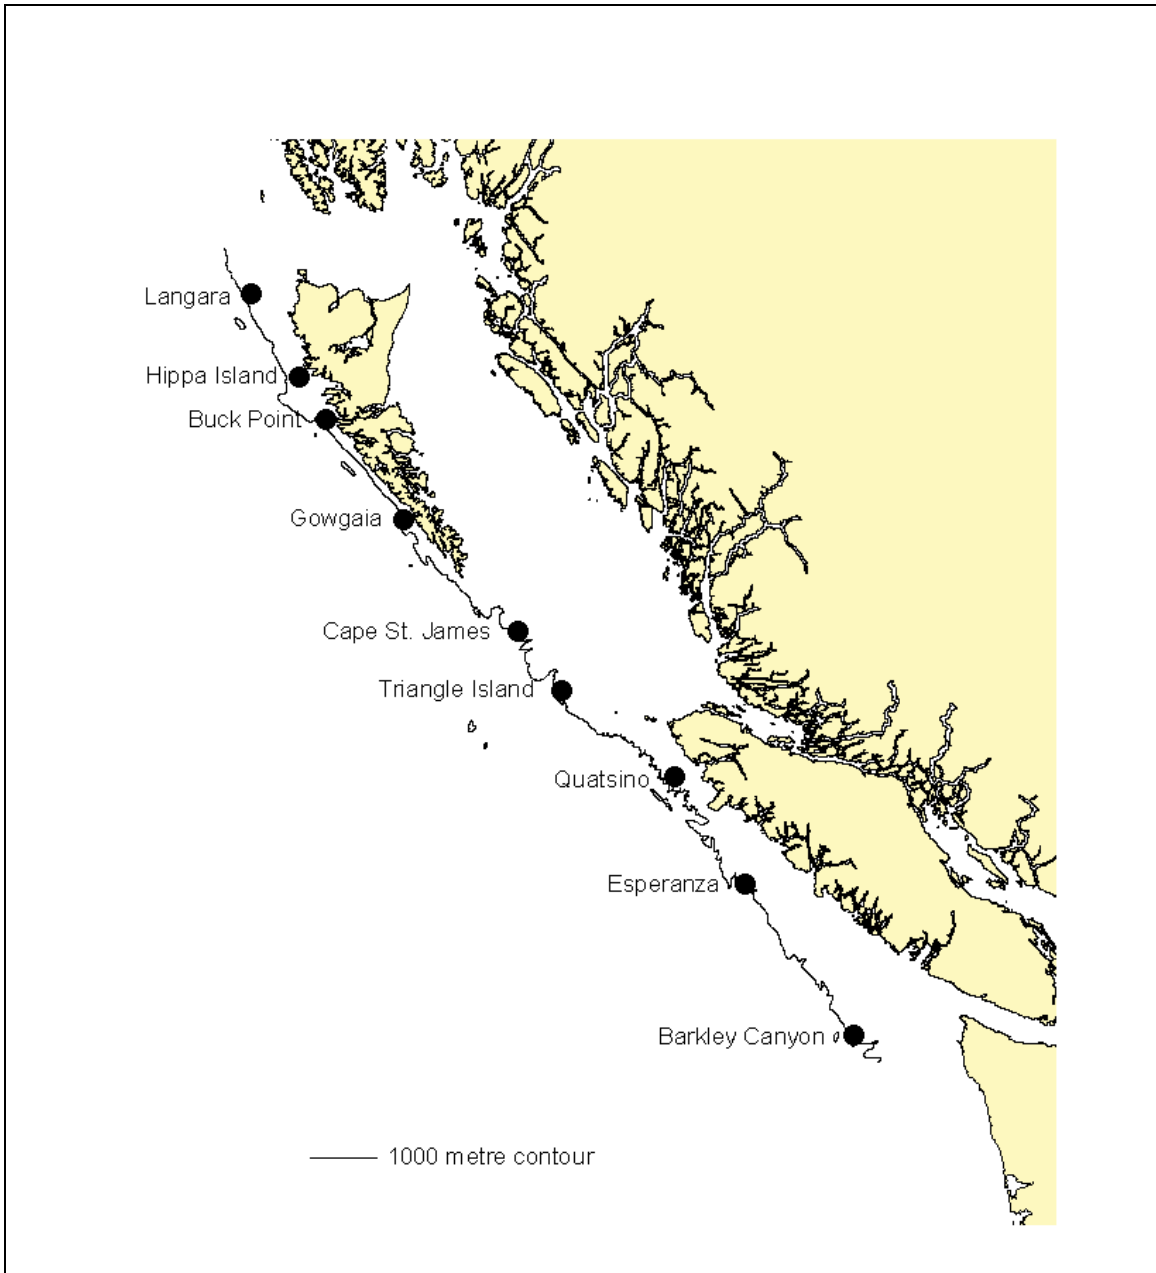 Langara
Hippa Island
Buck Point
Gowgaia
Cape St. James
Triangle Island
Quatsino
Esperanza
Barkley Canyon
1000 metre contour